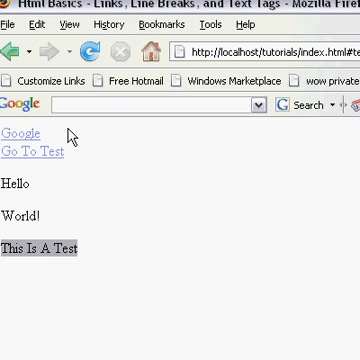 Html Basics - Links, Line Breaks, and Text Tags - Mozilla Firef
File Edit View History Bookmarks Tools Help
http://localhost/tutorials/index.html#te
Customize Links Free Hotmail Windows Marketplace wow private
Google Search
Google
Go To Test
Hello
World!
This Is A Test